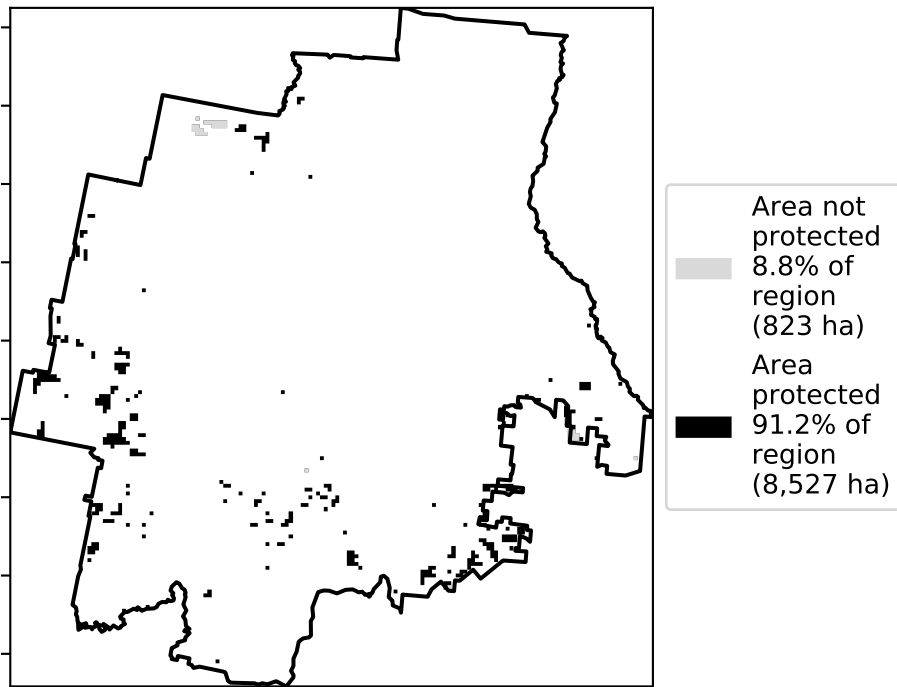 Area not
protected
8.8% of
region
(823 ha)
Area
protected
91.2% of
region
(8,527 ha)